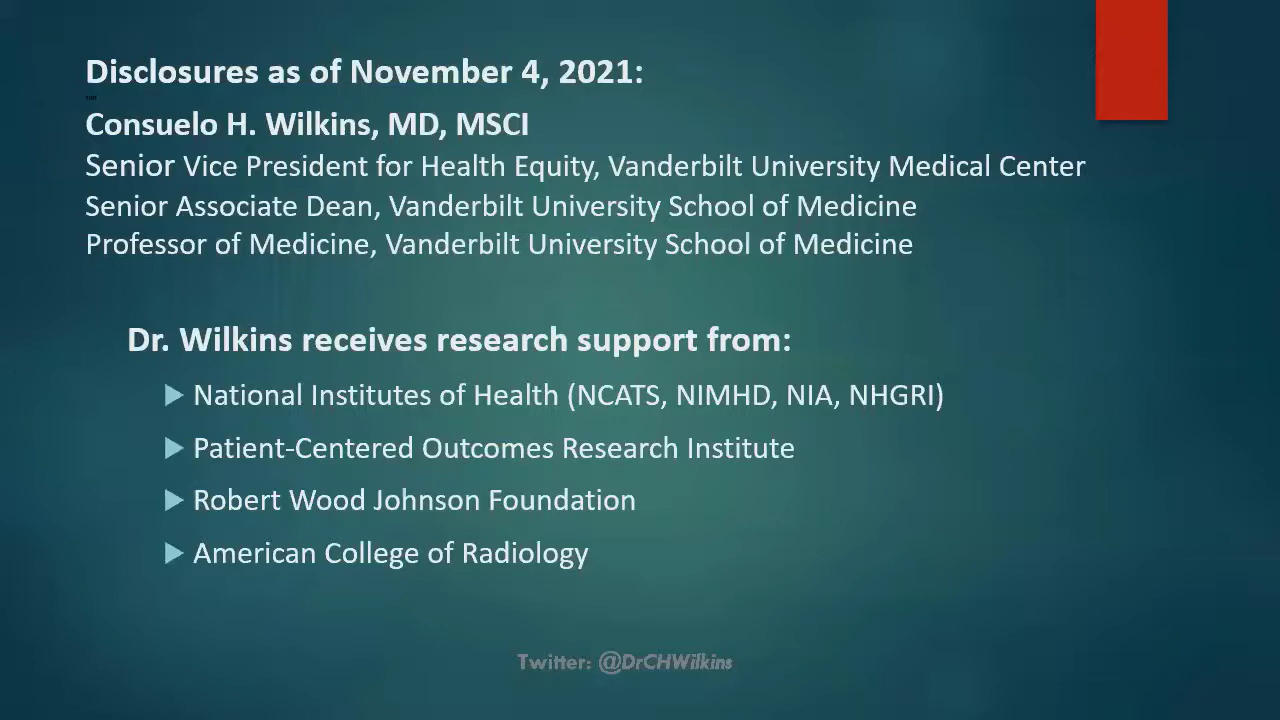 Disclosures as of November 4, 2021:
Consuelo H. Wilkins, MD, MSCI
Senior Vice President for Health Equity, Vanderbilt University Medical Center
Senior Associate Dean, Vanderbilt University School of Medicine
Professor of Medicine, Vanderbilt University School of Medicine
Dr. Wilkins receives research support from:
National Institutes of Health (NCATS, NIMHD, NIA, NHGRI)
Patient-Centered Outcomes Research Institute
Robert Wood Johnson Foundation
American College of Radiology
Twitter: @DrCHWilkins